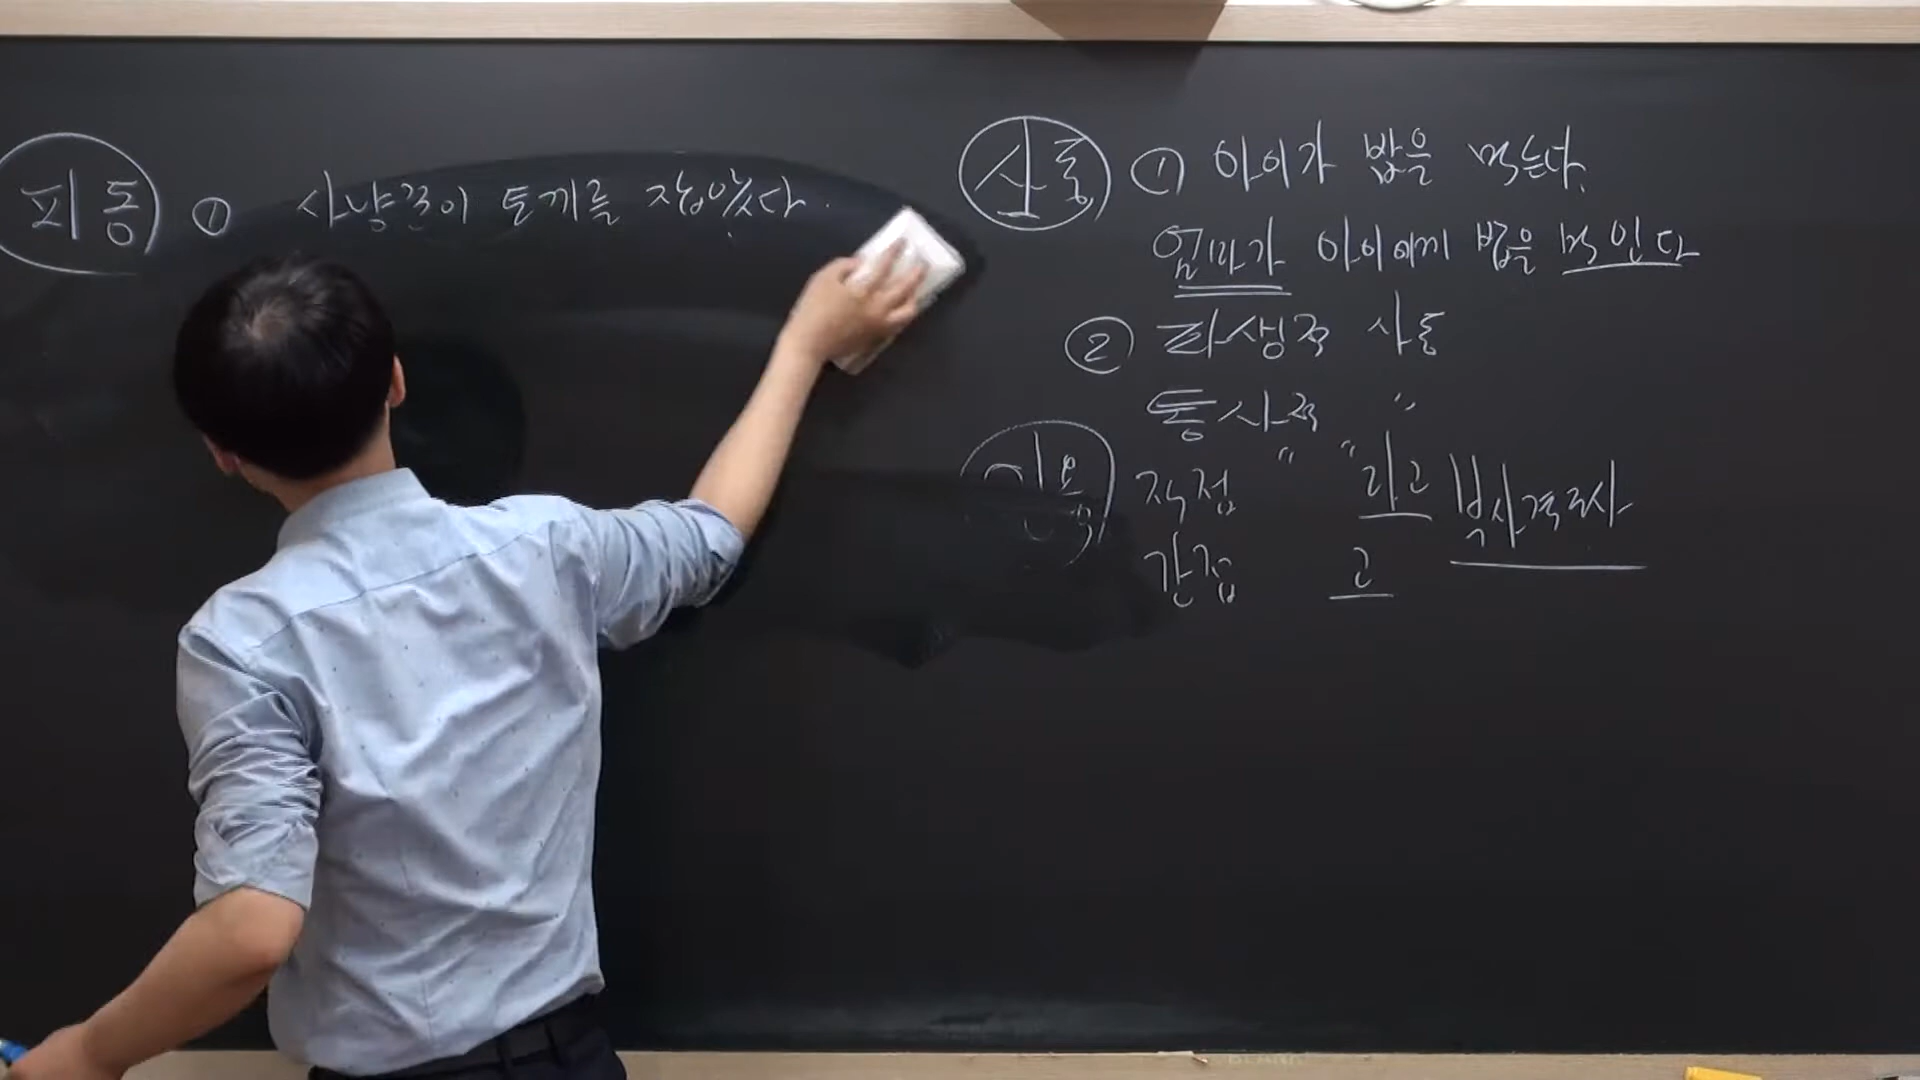 피동 ① 사냥꾼이 토끼를 잡았다.
사동 ① 아이가 밥을 먹는다.
엄마가 아이에게 밥을 먹인다
② 파생적 사동
통사적 〃
인용 직접 " " 라고 부사격조사
간접 고